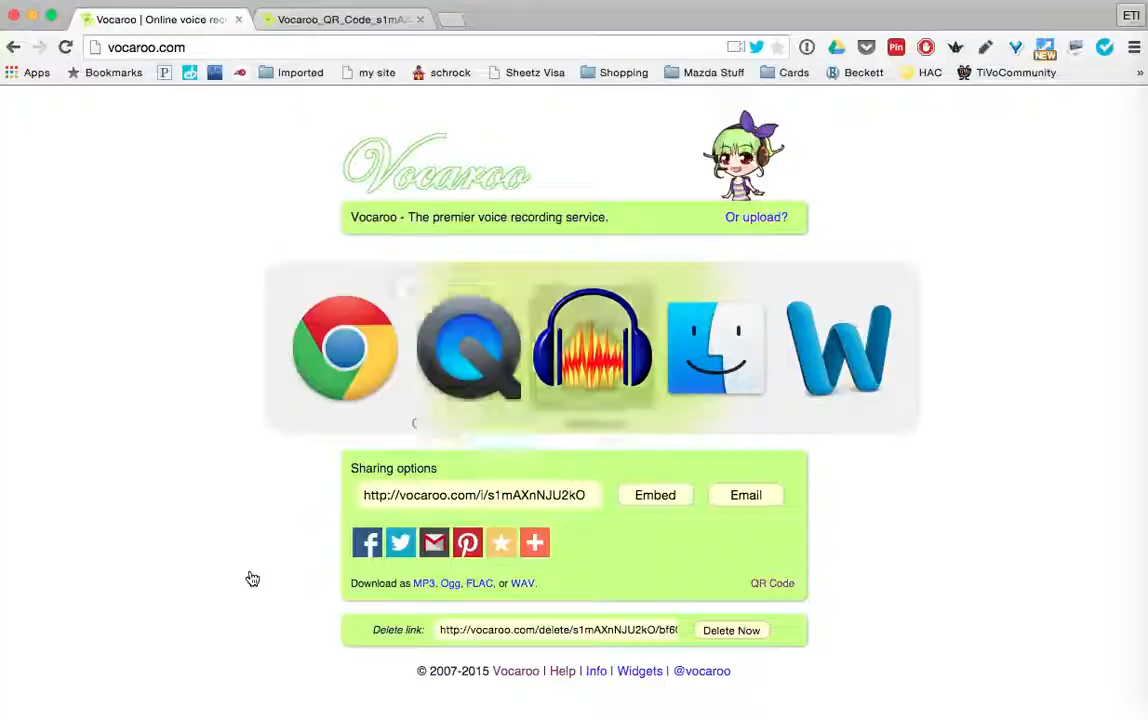 Vocaroo | Online voice rec
Vocaroo_QR_Code_s1mA
ETI
vocaroo.com
Pin
NEW
Apps
Bookmarks
P
Imported
my site
schrock
Sheetz Visa
Shopping
Mazda Stuff
Cards
Beckett
HAC
TiVoCommunity
»
Vocaroo
Vocaroo - The premier voice recording service.
Or upload?
Sharing options
http://vocaroo.com/i/s1mAXnNJU2kO
Embed
Email
Download as MP3, Ogg, FLAC, or WAV.
QR Code
Delete link:
http://vocaroo.com/delete/s1mAXnNJU2kO/bf6
Delete Now
© 2007-2015 Vocaroo | Help | Info | Widgets | @vocaroo